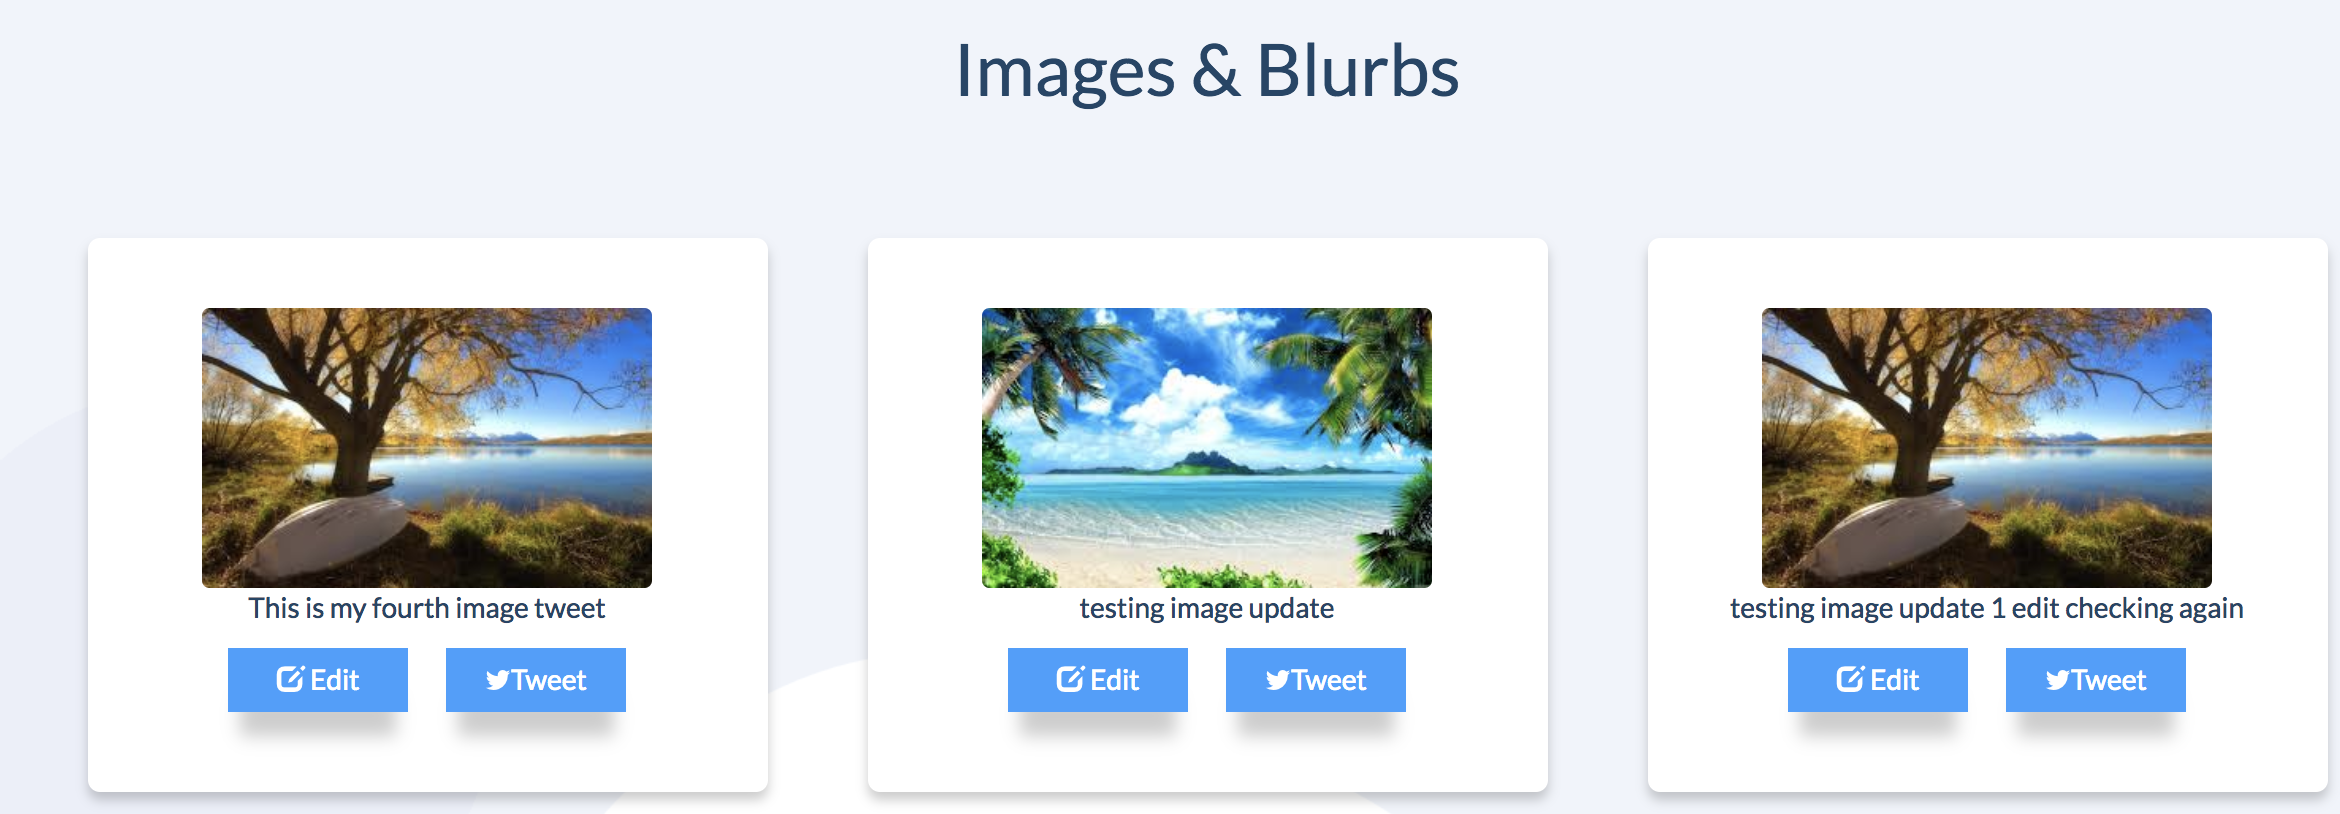 Images & Blurbs
This is my fourth image tweet
Edit
Tweet
testing image update
Edit
Tweet
testing image update 1 edit checking again
Edit
Tweet